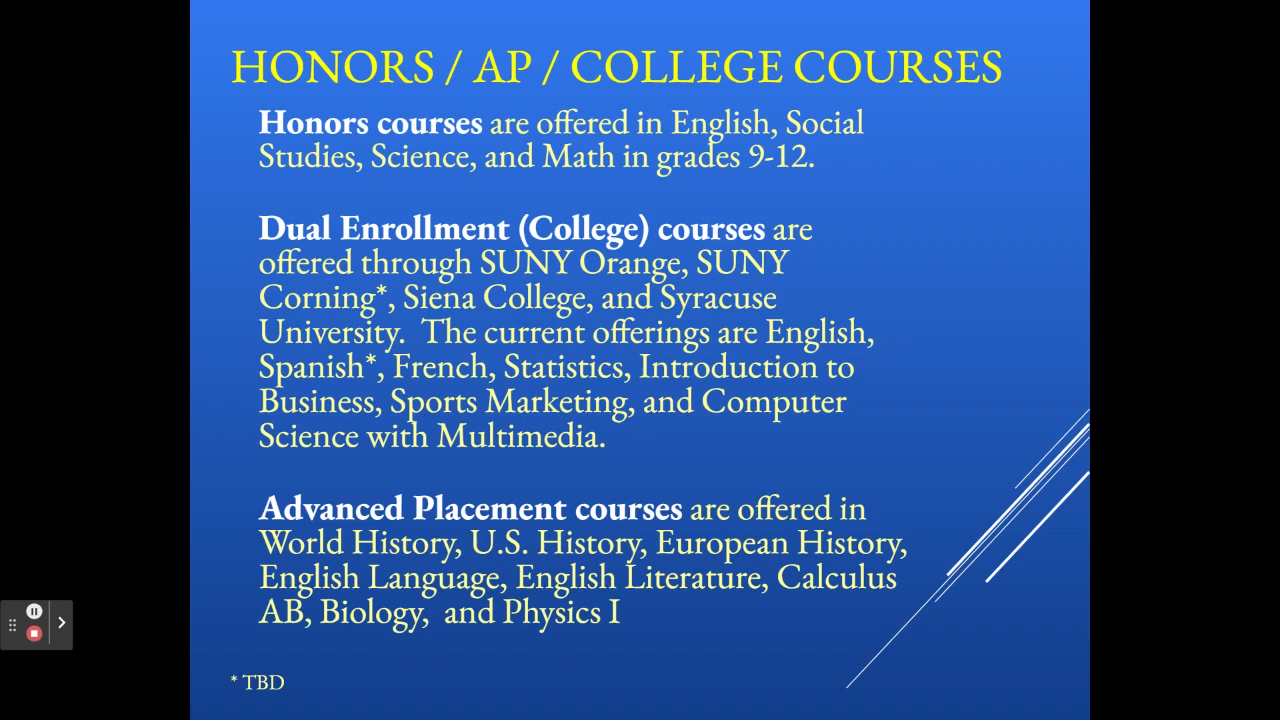 HONORS / AP / COLLEGE COURSES
Honors courses are offered in English, Social
Studies, Science, and Math in grades 9-12.
Dual Enrollment (College) courses are
offered through SUNY Orange, SUNY
Corning*, Siena College, and Syracuse
University.  The current offerings are English,
Spanish*, French, Statistics, Introduction to
Business, Sports Marketing, and Computer
Science with Multimedia.
Advanced Placement courses are offered in
World History, U.S. History, European History,
English Language, English Literature, Calculus
AB, Biology,  and Physics I
* TBD